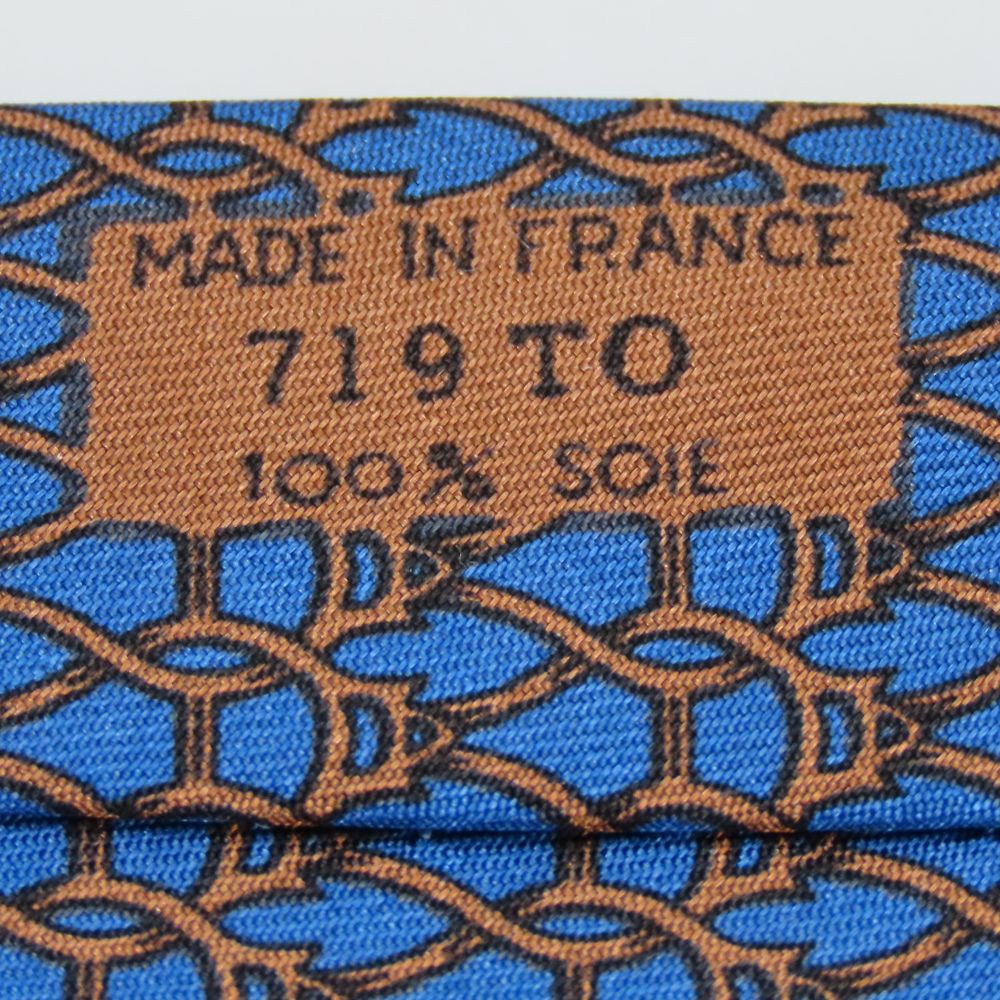 MADE IN FRANCE
719 TO
100% SOIE